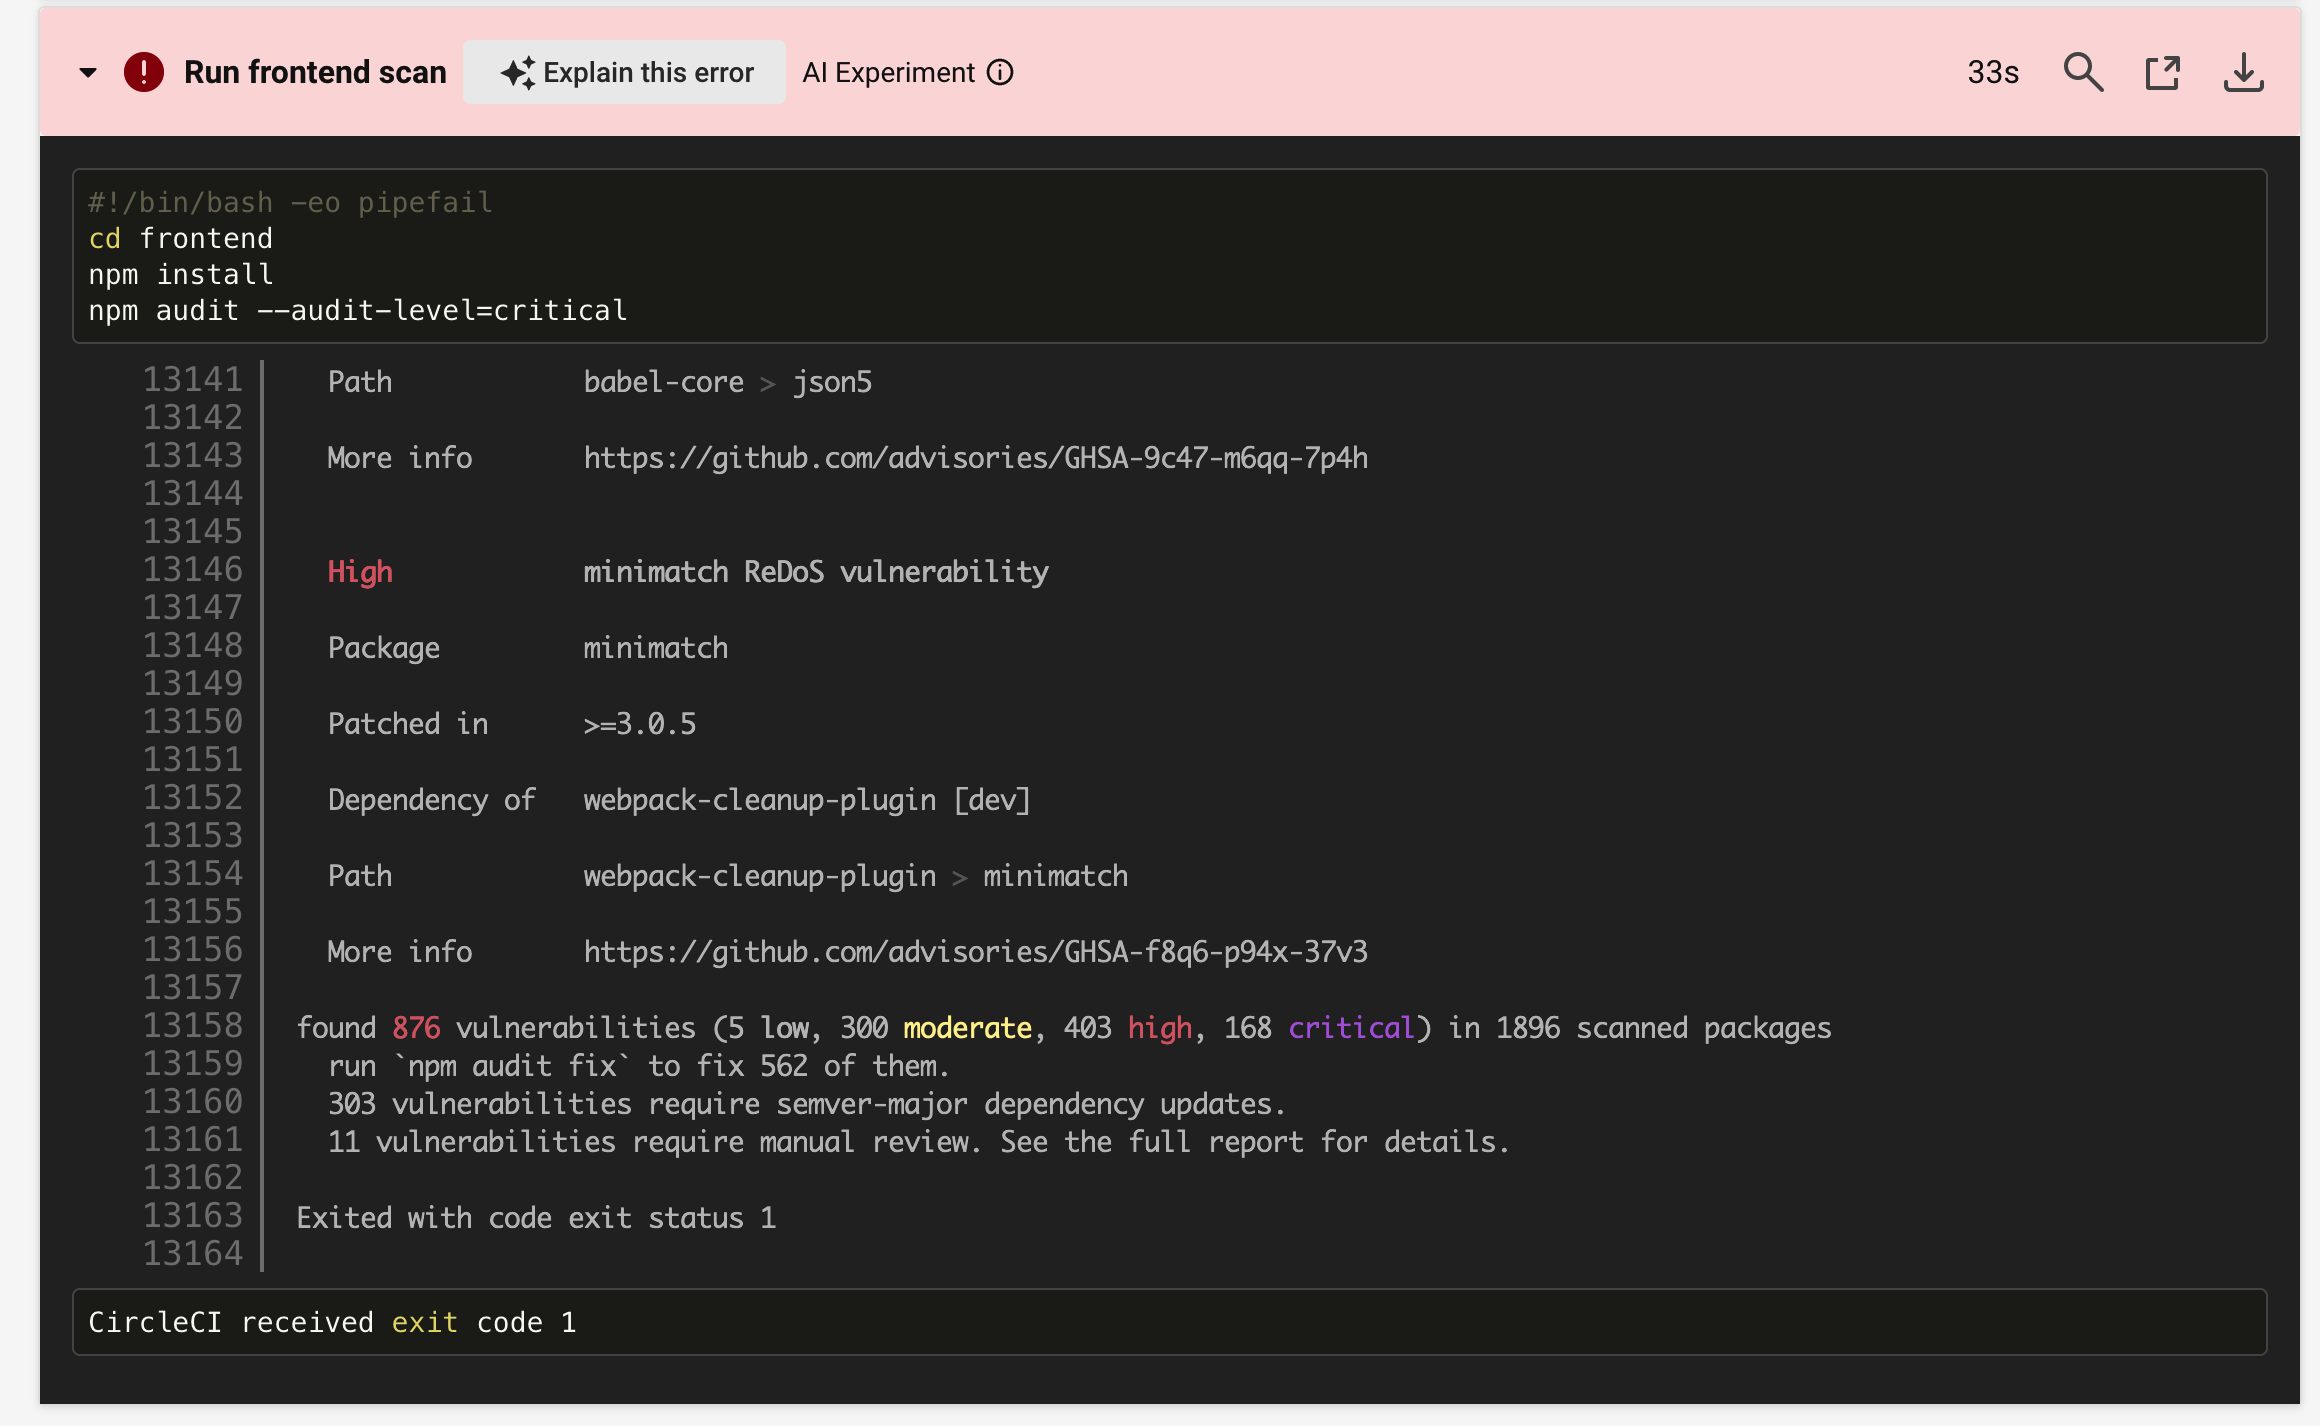 Run frontend scan Explain this error AI Experiment 33s
#!/bin/bash -eo pipefail
cd frontend
npm install
npm audit --audit-level=critical
13141 Path babel-core > json5
13142
13143 More info https://github.com/advisories/GHSA-9c47-m6qq-7p4h
13144
13145
13146 High minimatch ReDoS vulnerability
13147
13148 Package minimatch
13149
13150 Patched in >=3.0.5
13151
13152 Dependency of webpack-cleanup-plugin [dev]
13153
13154 Path webpack-cleanup-plugin > minimatch
13155
13156 More info https://github.com/advisories/GHSA-f8q6-p94x-37v3
13157
13158 found 876 vulnerabilities (5 low, 300 moderate, 403 high, 168 critical) in 1896 scanned packages
13159 run `npm audit fix` to fix 562 of them.
13160 303 vulnerabilities require semver-major dependency updates.
13161 11 vulnerabilities require manual review. See the full report for details.
13162
13163 Exited with code exit status 1
13164
CircleCI received exit code 1